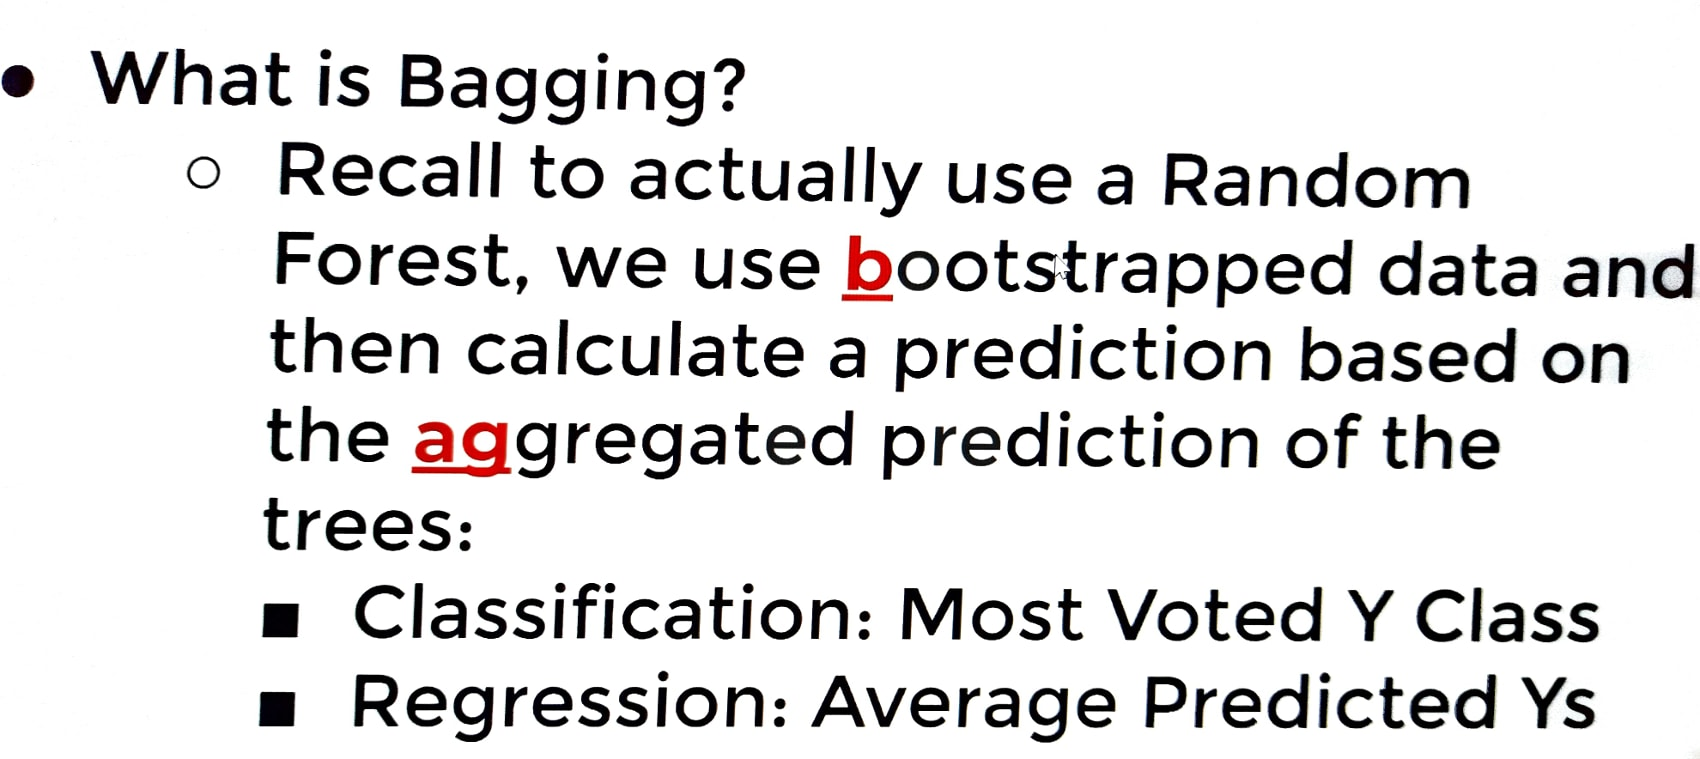 ● What is Bagging?
○ Recall to actually use a Random
Forest, we use bootstrapped data and
then calculate a prediction based on
the aggregated prediction of the
trees:
■ Classification: Most Voted Y Class
■ Regression: Average Predicted Ys